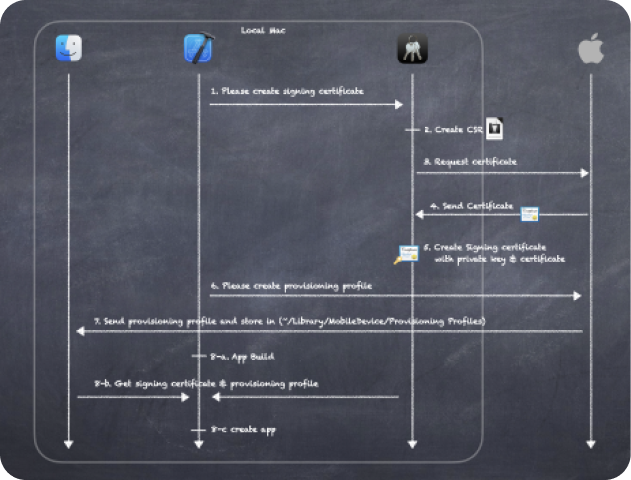 Local Mac
1. Please create signing certificate
2. Create CSR
3. Request certificate
4. Send Certificate
5. Create Signing certificate
with private key & certificate
6. Please create provisioning profile
7. Send provisioning profile and store in (~/Library/MobileDevice/Provisioning Profiles)
8-a. App Build
8-b. Get signing certificate & provisioning profile
8-c create app